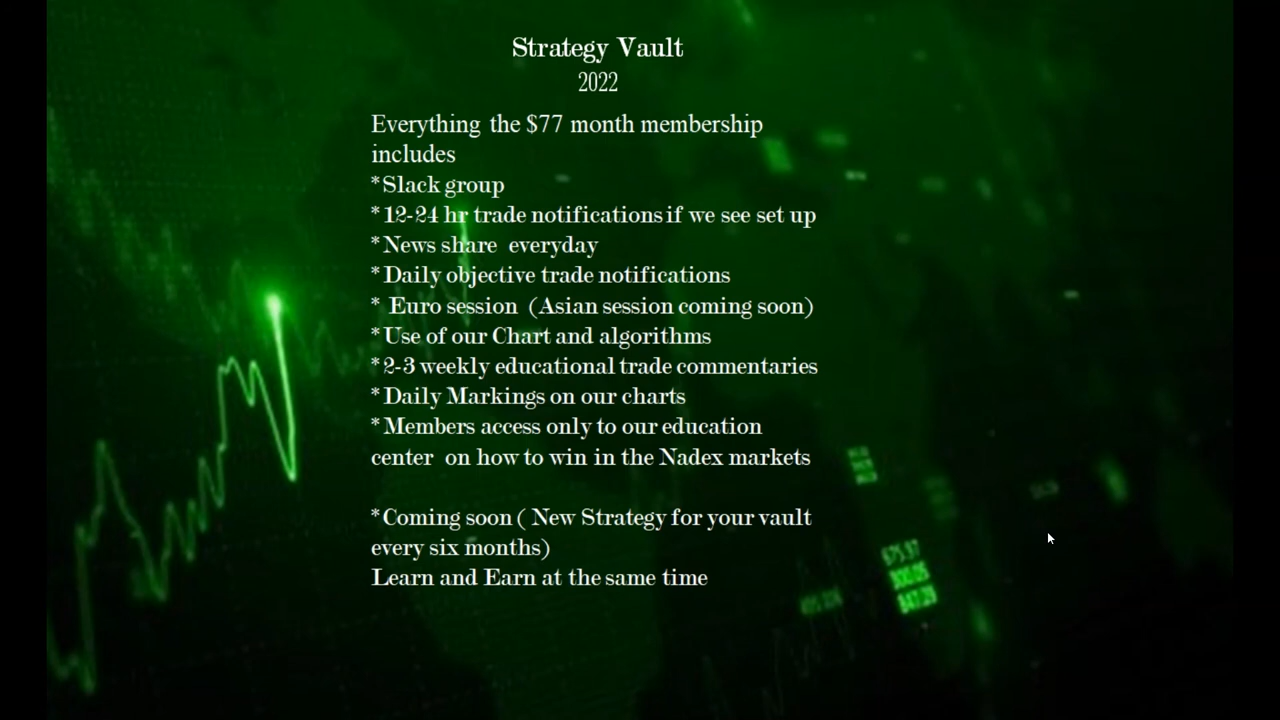 Strategy Vault
2022
Everything the $77 month membership
includes
*Slack group
*12-24 hr trade notifications if we see set up
*News share everyday
*Daily objective trade notifications
* Euro session (Asian session coming soon)
*Use of our Chart and algorithms
*2-3 weekly educational trade commentaries
*Daily Markings on our charts
*Members access only to our education
center on how to win in the Nadex markets
*Coming soon ( New Strategy for your vault
every six months)
Learn and Earn at the same time